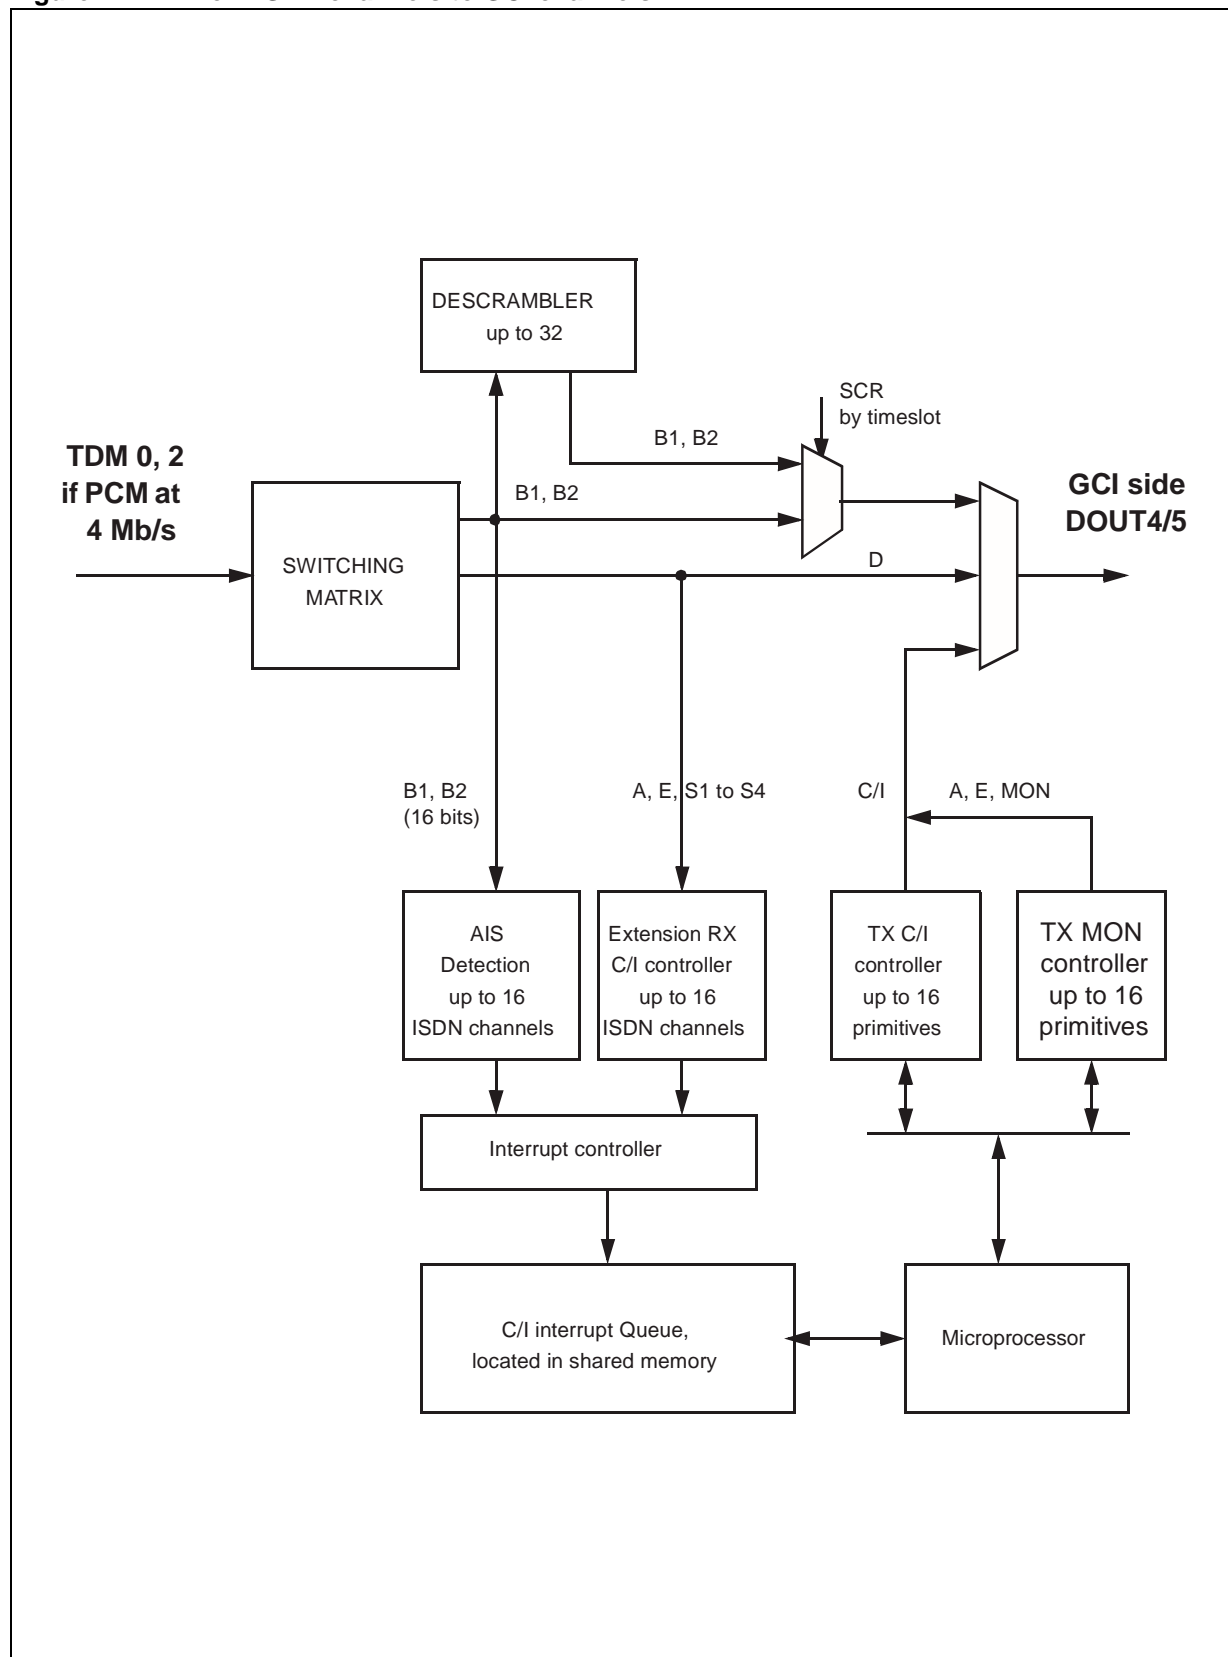 DESCRAMBLER
up to 32
SCR
by timeslot
B1, B2
TDM 0, 2
if PCM at
4 Mb/s
B1, B2
GCI side
DOUT4/5
SWITCHING
MATRIX
D
B1, B2
(16 bits)
A, E, S1 to S4
C/I
A, E, MON
AIS
Detection
up to 16
ISDN channels
Extension RX
C/I controller
up to 16
ISDN channels
TX C/I
controller
up to 16
primitives
TX MON
controller
up to 16
primitives
Interrupt controller
C/I interrupt Queue,
located in shared memory
Microprocessor